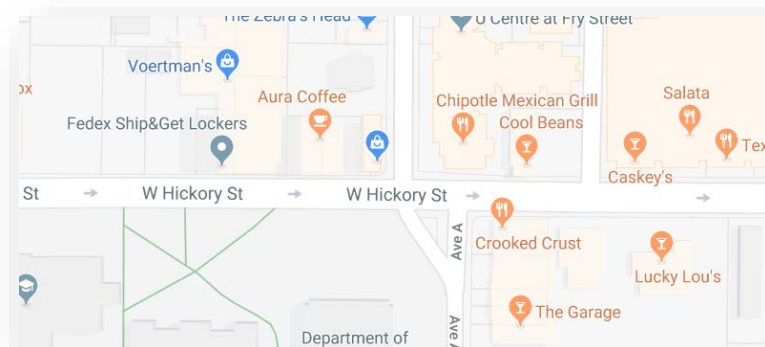 The Zebra's Head
U Centre at Fry Street
Voertman's
Aura Coffee
Chipotle Mexican Grill
Cool Beans
Salata
Fedex Ship&Get Lockers
Tex
Caskey's
St
W Hickory St
W Hickory St
Ave A
Crooked Crust
Lucky Lou's
The Garage
Ave A
Department of